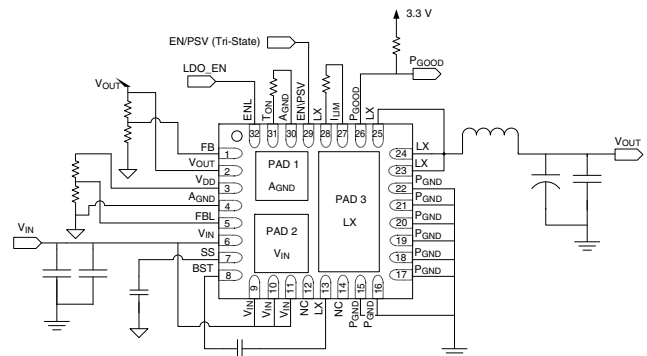 3.3 V
EN/PSV (Tri-State)
PGOOD
LDO_EN
VOUT
ENL
TON
AGND
EN\PSV
LX
ILIM
PGOOD
LX
32
31
30
29
28
27
26
25
FB
1
VOUT
2
VDD
3
AGND
4
FBL
5
VIN
VIN
6
SS
7
BST
8
PAD 1
AGND
PAD 2
VIN
PAD 3
LX
24
LX
23
LX
22
PGND
21
PGND
20
PGND
19
PGND
18
PGND
17
PGND
VOUT
9
10
11
12
13
14
15
16
VIN
VIN
VIN
NC
LX
NC
PGND
PGND